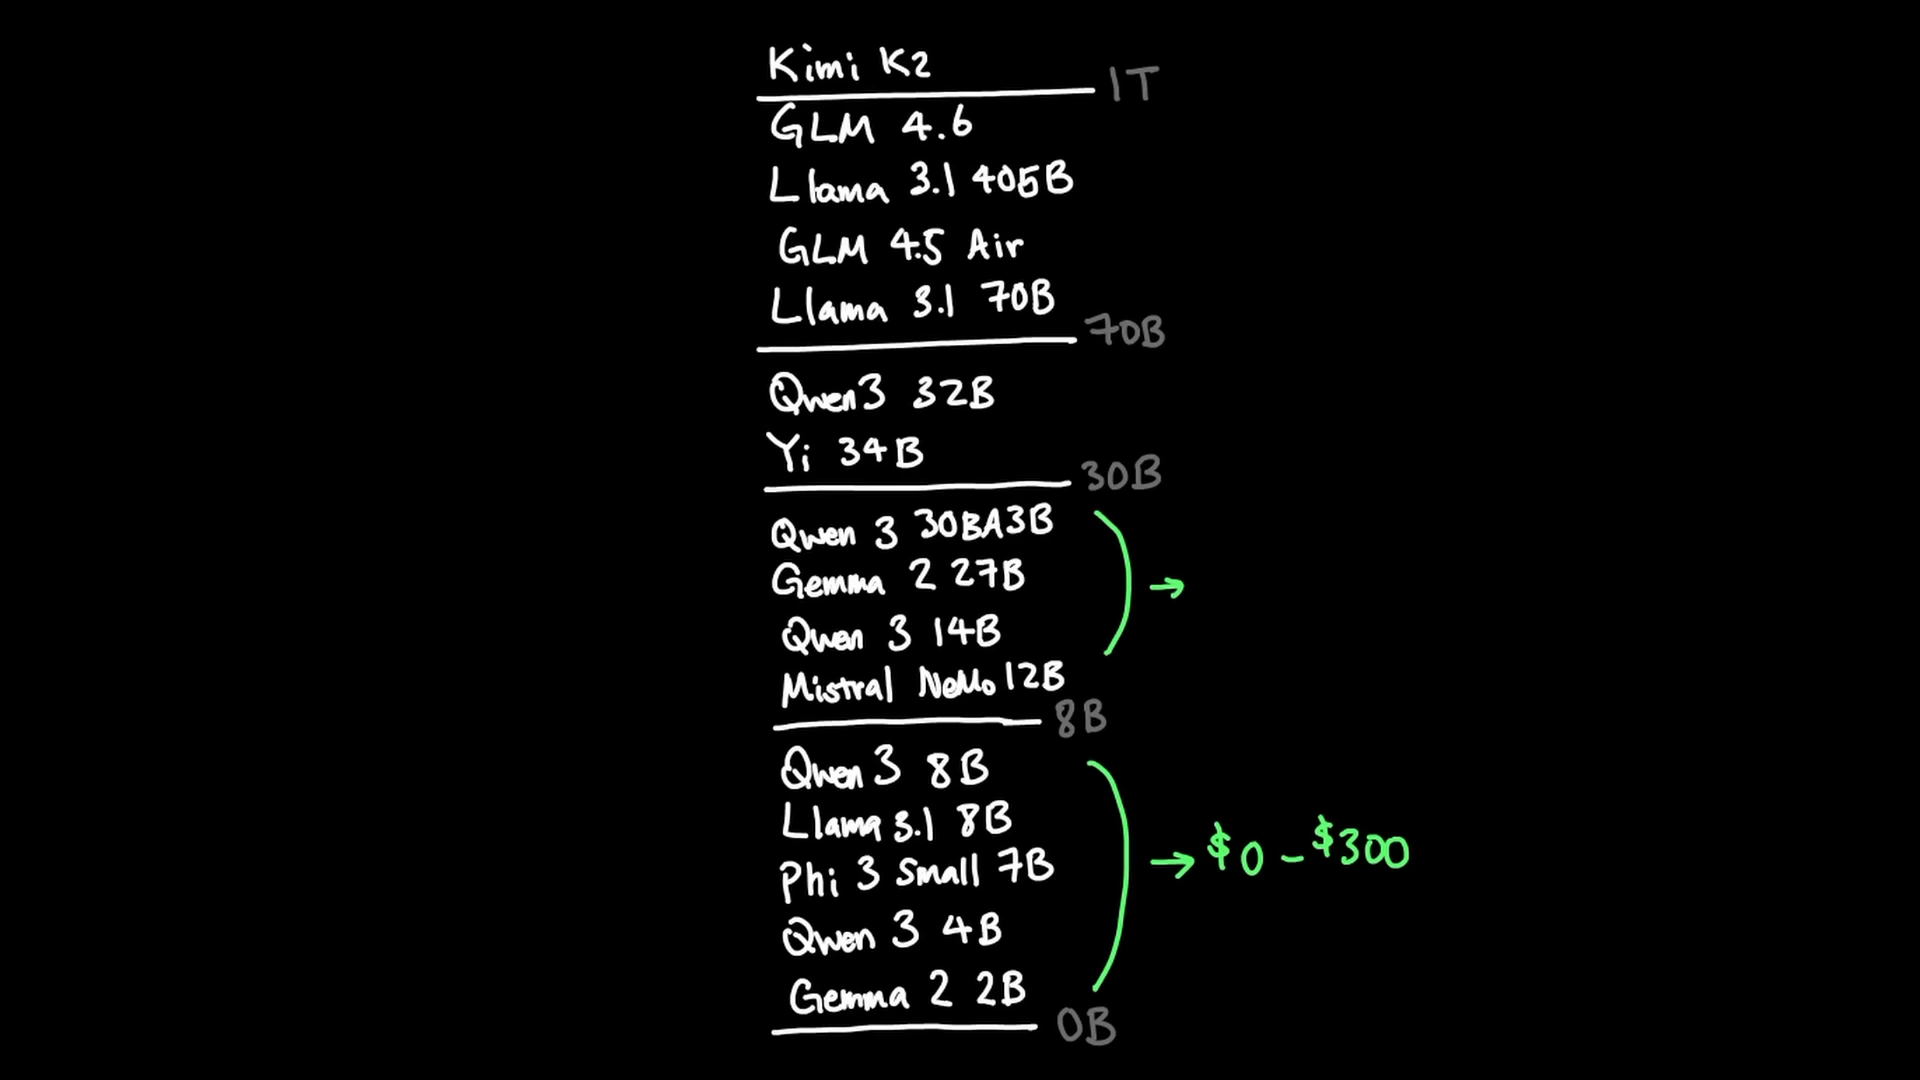 Kimi K2
1T
GLM 4.6
Llama 3.1 405B
GLM 4.5 Air
Llama 3.1 70B
70B
Qwen3 32B
Yi 34B
30B
Qwen 3 30BA3B
Gemma 2 27B
→
Qwen 3 14B
Mistral NeMo 12B
8B
Qwen 3 8B
Llama 3.1 8B
→ $0 - $300
Phi 3 Small 7B
Qwen 3 4B
Gemma 2 2B
0B